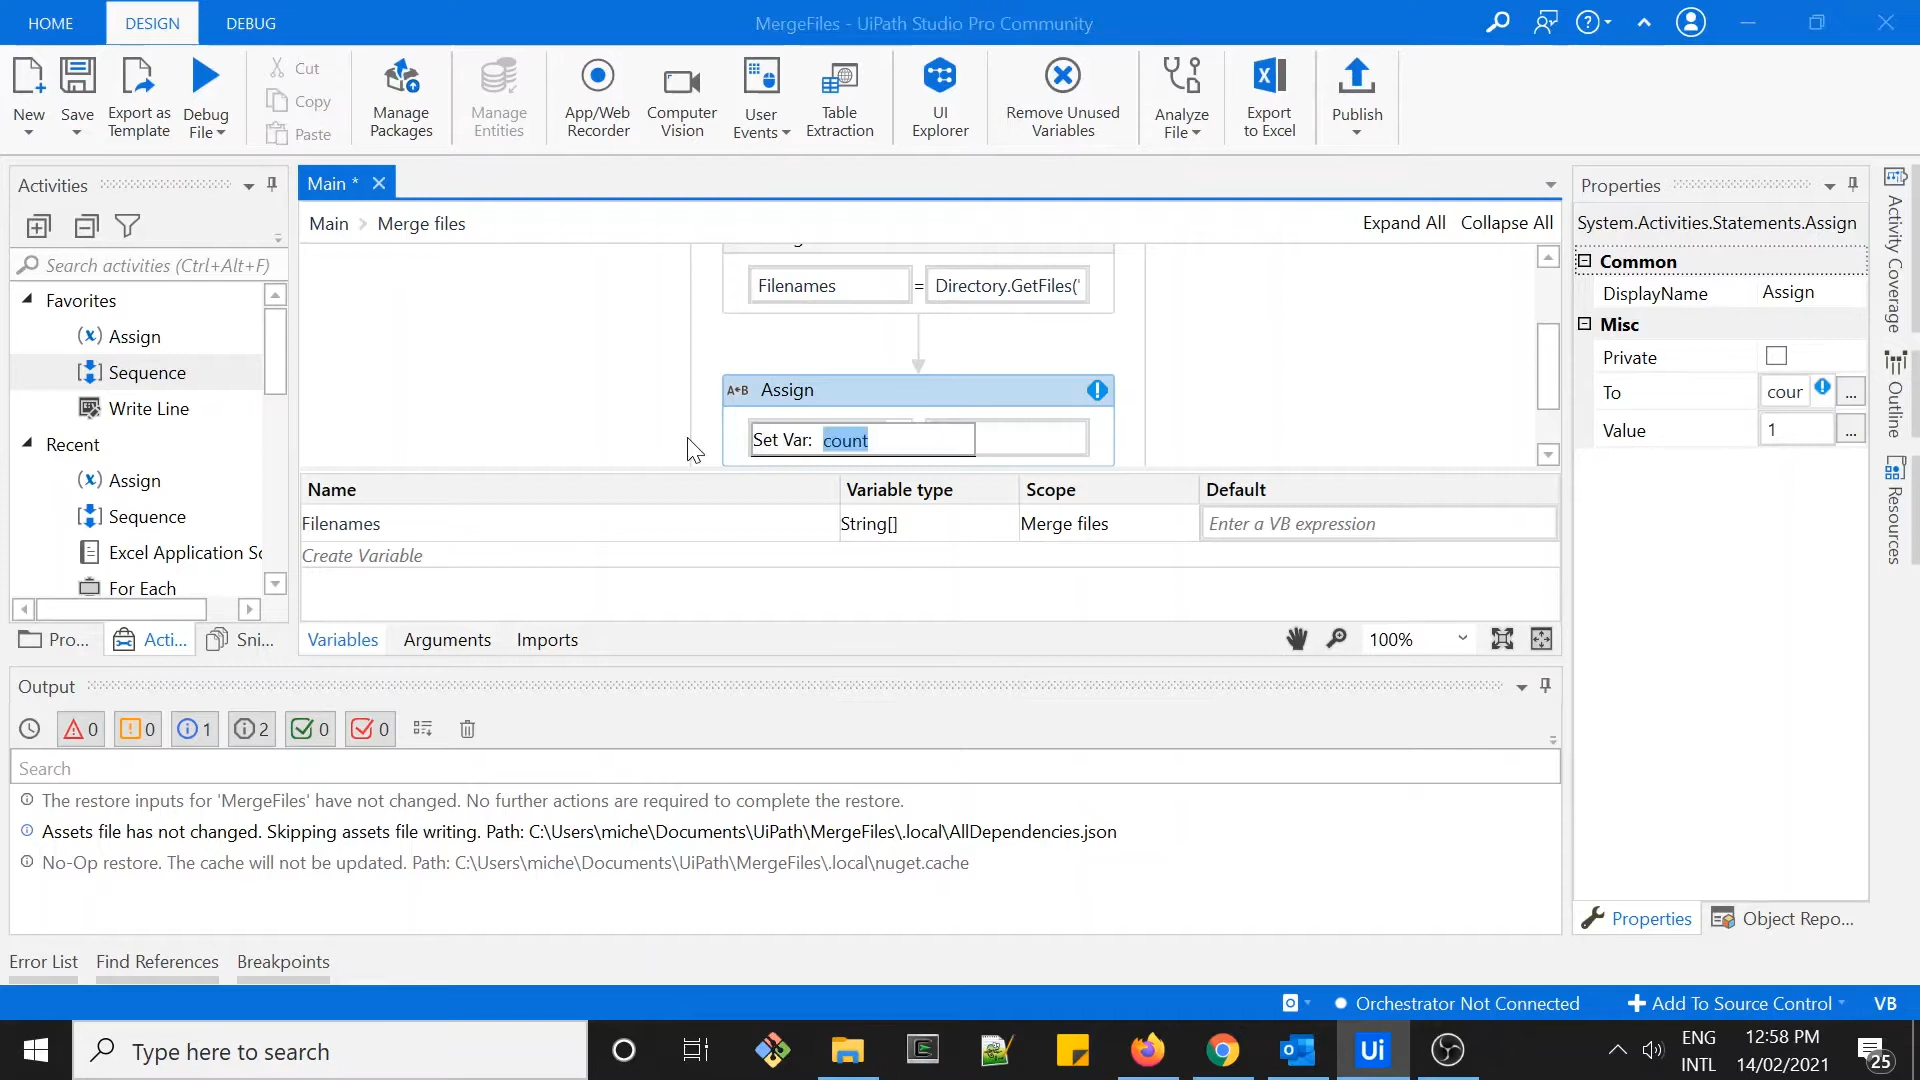 HOME
DESIGN
DEBUG
MergeFiles - UiPath Studio Pro Community
New
Save
Export as
Template
Debug
File
Cut
Copy
Paste
Manage
Packages
Manage
Entities
App/Web
Recorder
Computer
Vision
User
Events
Table
Extraction
UI
Explorer
Remove Unused
Variables
Analyze
File
Export
to Excel
Publish
Activities
Search activities (Ctrl+Alt+F)
Favorites
Assign
Sequence
Write Line
Recent
Assign
Sequence
Excel Application Sc
For Each
Pro...
Acti...
Sni...
Main *
Main > Merge files
Expand All
Collapse All
Filenames = Directory.GetFiles("
A←B Assign
Set Var: count
Name
Variable type
Scope
Default
Filenames
String[]
Merge files
Enter a VB expression
Create Variable
Variables
Arguments
Imports
100%
Properties
System.Activities.Statements.Assign
Common
DisplayName
Assign
Misc
Private
To
cour
...
Value
1
...
Properties
Object Repo...
Activity Coverage
Outline
Resources
Output
0
0
1
2
0
0
Search
The restore inputs for 'MergeFiles' have not changed. No further actions are required to complete the restore.
Assets file has not changed. Skipping assets file writing. Path: C:\Users\miche\Documents\UiPath\MergeFiles\.local\AllDependencies.json
No-Op restore. The cache will not be updated. Path: C:\Users\miche\Documents\UiPath\MergeFiles\.local\nuget.cache
Error List
Find References
Breakpoints
Orchestrator Not Connected
Add To Source Control
VB
Type here to search
Ui
ENG
INTL
12:58 PM
14/02/2021
25